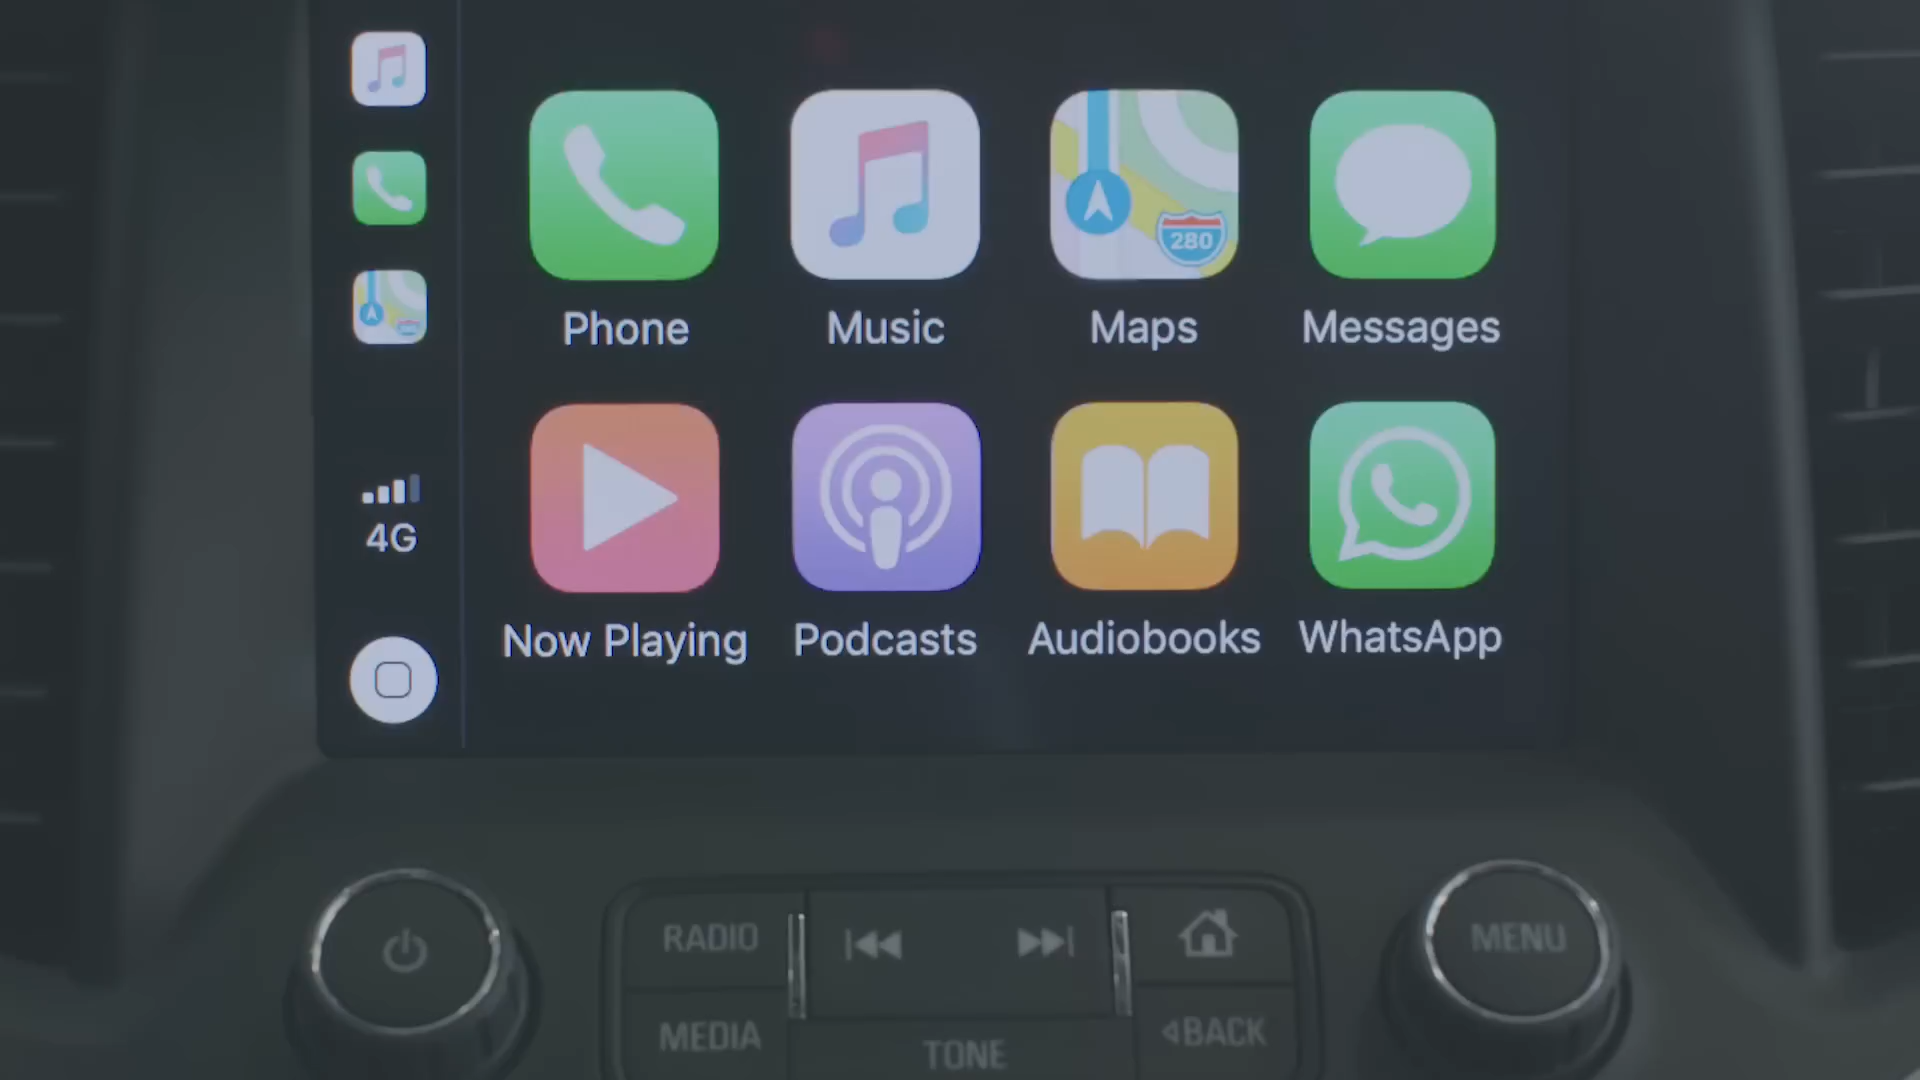 Phone
Music
Maps
Messages
280
4G
Now Playing
Podcasts
Audiobooks
WhatsApp
RADIO
MENU
MEDIA
TONE
BACK